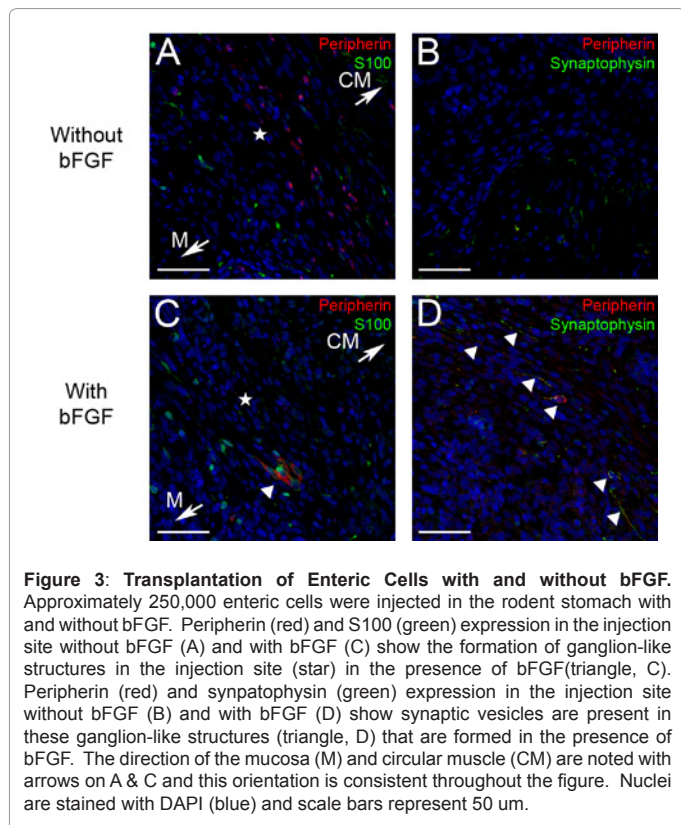 A
Peripherin
S100
CM
M
B
Peripherin
Synaptophysin
Without
bFGF
C
Peripherin
S100
CM
M
D
Peripherin
Synaptophysin
With
bFGF
Figure 3: Transplantation of Enteric Cells with and without bFGF.
Approximately 250,000 enteric cells were injected in the rodent stomach with
and without bFGF. Peripherin (red) and S100 (green) expression in the injection
site without bFGF (A) and with bFGF (C) show the formation of ganglion-like
structures in the injection site (star) in the presence of bFGF(triangle, C).
Peripherin (red) and synpatophysin (green) expression in the injection site
without bFGF (B) and with bFGF (D) show synaptic vesicles are present in
these ganglion-like structures (triangle, D) that are formed in the presence of
bFGF. The direction of the mucosa (M) and circular muscle (CM) are noted with
arrows on A & C and this orientation is consistent throughout the figure. Nuclei
are stained with DAPI (blue) and scale bars represent 50 um.